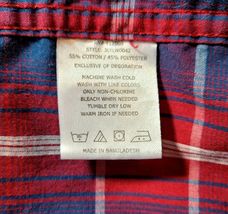 55% COTTON / 45% POLYESTER
EXCLUSIVE OF DECORATION
MACHINE WASH COLD
WASH WITH LIKE COLORS
ONLY NON-CHLORINE
BLEACH WHEN NEEDED
TUMBLE DRY LOW
WARM IRON IF NEEDED
MADE IN BANGLADESH